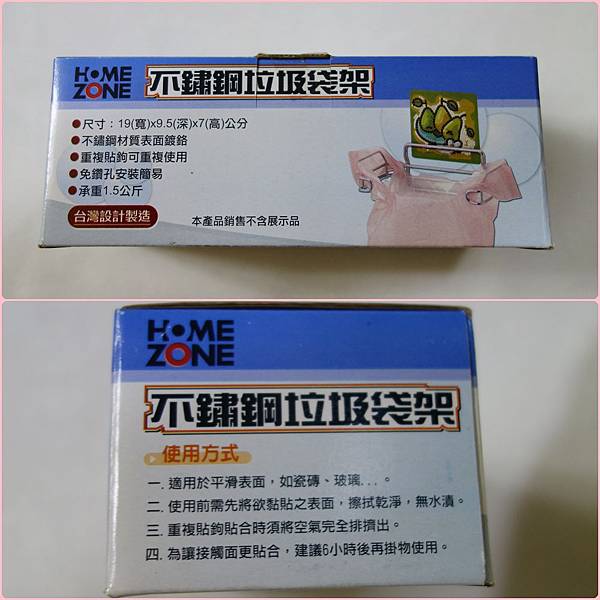 HOME ZONE
不鏽鋼垃圾袋架
●尺寸：19(寬)x9.5(深)x7(高)公分
●不鏽鋼材質表面鍍鉻
●重複貼鉤可重複使用
●免鑽孔安裝簡易
●承重1.5公斤
台灣設計製造
本產品銷售不含展示品
HOME ZONE
不鏽鋼垃圾袋架
使用方式
一. 適用於平滑表面，如瓷磚、玻璃...。
二. 使用前需先將欲黏貼之表面，擦拭乾淨，無水漬。
三. 重複貼鉤貼合時須將空氣完全排擠出。
四. 為讓接觸面更貼合，建議6小時後再掛物使用。